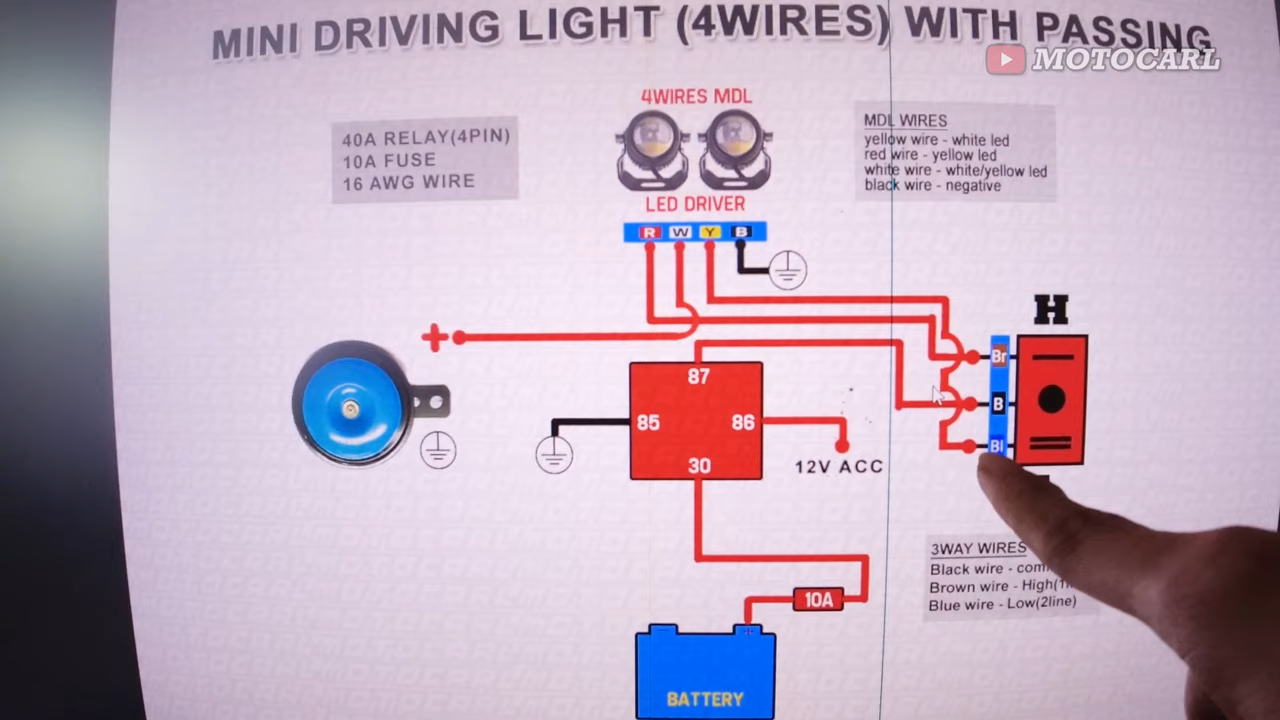 MINI DRIVING LIGHT (4WIRES) WITH PASSING
MOTOCARL
4WIRES MDL
40A RELAY(4PIN)
10A FUSE
16 AWG WIRE
MDL WIRES
yellow wire - white led
red wire - yellow led
white wire - white/yellow led
black wire - negative
LED DRIVER
R W Y B
H
+
87
85
86
30
12V ACC
Br
B
Bl
3WAY WIRES
Black wire -
Brown wire -
Blue wire - Low(2line)
10A
- +
BATTERY